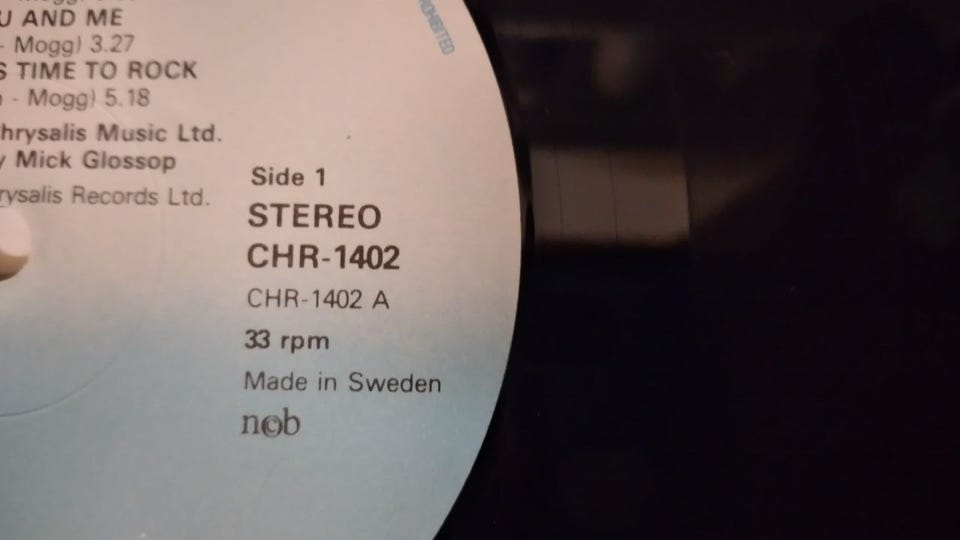 U AND ME
- Mogg) 3.27
S TIME TO ROCK
- Mogg) 5.18
hrysalis Music Ltd.
y Mick Glossop
rysalis Records Ltd.
Side 1
STEREO
CHR-1402
CHR-1402 A
33 rpm
Made in Sweden
n©b
ROHIBITED